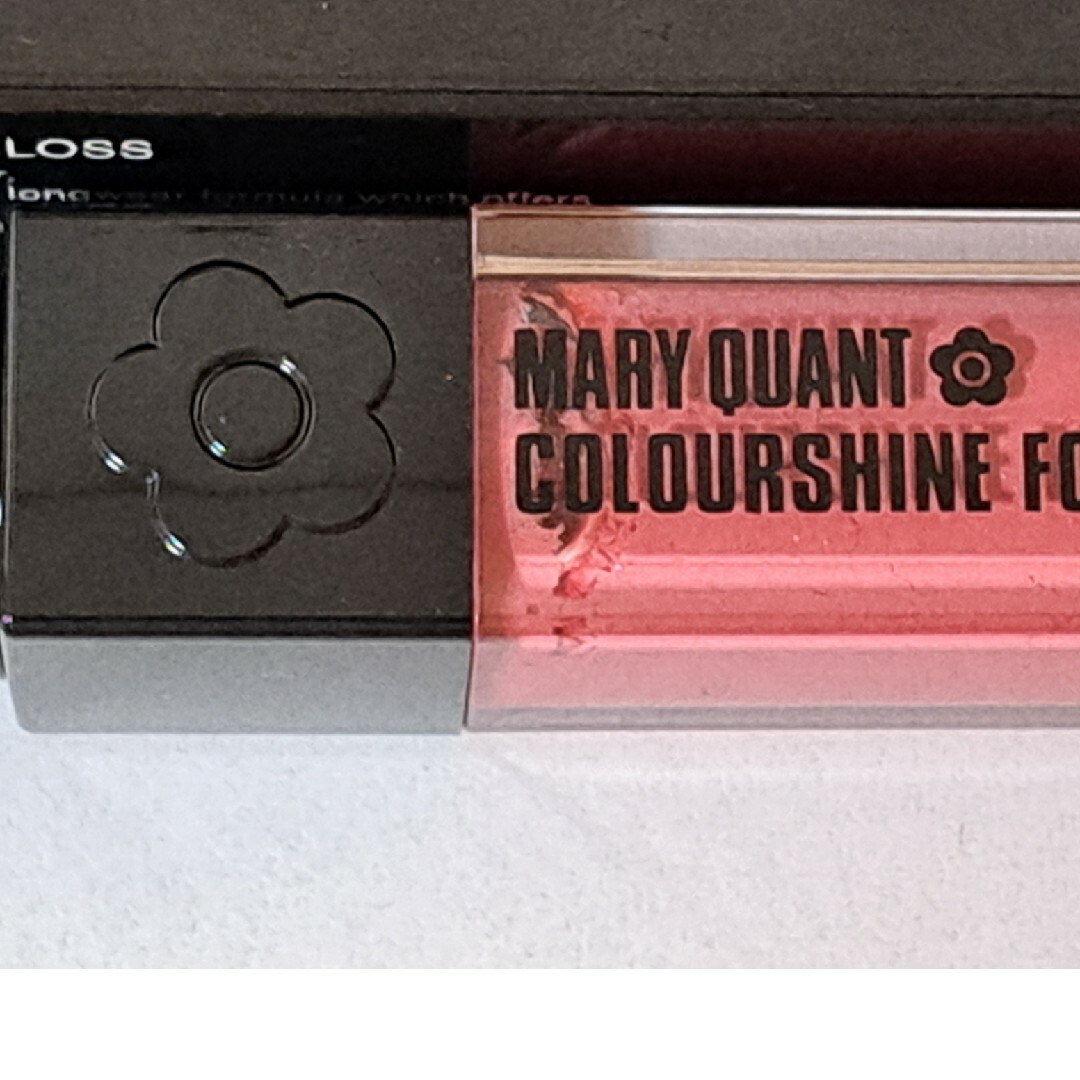 LOSS
longwear formula which offers
MARY QUANT
COLOURSHINE FO